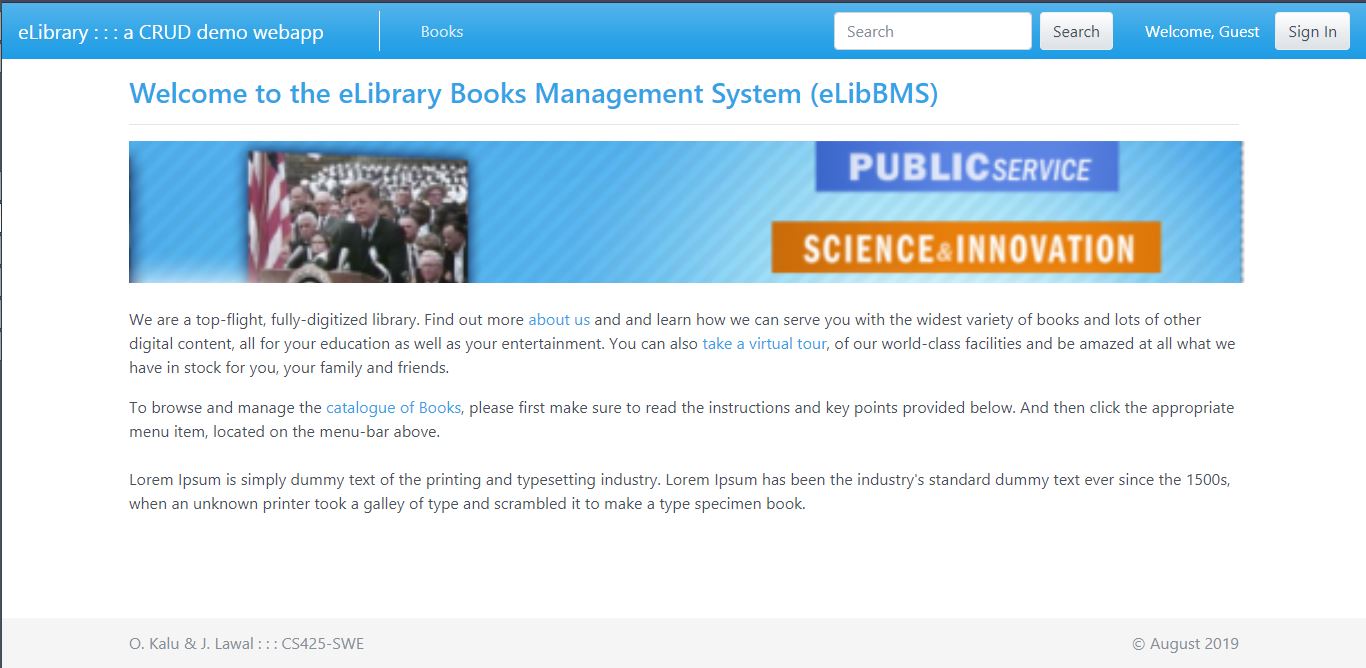 eLibrary : : : a CRUD demo webapp
Books
Search
Search
Welcome, Guest
Sign In
Welcome to the eLibrary Books Management System (eLibBMS)
PUBLIC SERVICE
SCIENCE & INNOVATION
We are a top-flight, fully-digitized library. Find out more about us and and learn how we can serve you with the widest variety of books and lots of other
digital content, all for your education as well as your entertainment. You can also take a virtual tour, of our world-class facilities and be amazed at all what we
have in stock for you, your family and friends.
To browse and manage the catalogue of Books, please first make sure to read the instructions and key points provided below. And then click the appropriate
menu item, located on the menu-bar above.
Lorem Ipsum is simply dummy text of the printing and typesetting industry. Lorem Ipsum has been the industry's standard dummy text ever since the 1500s,
when an unknown printer took a galley of type and scrambled it to make a type specimen book.
O. Kalu & J. Lawal : : : CS425-SWE
© August 2019